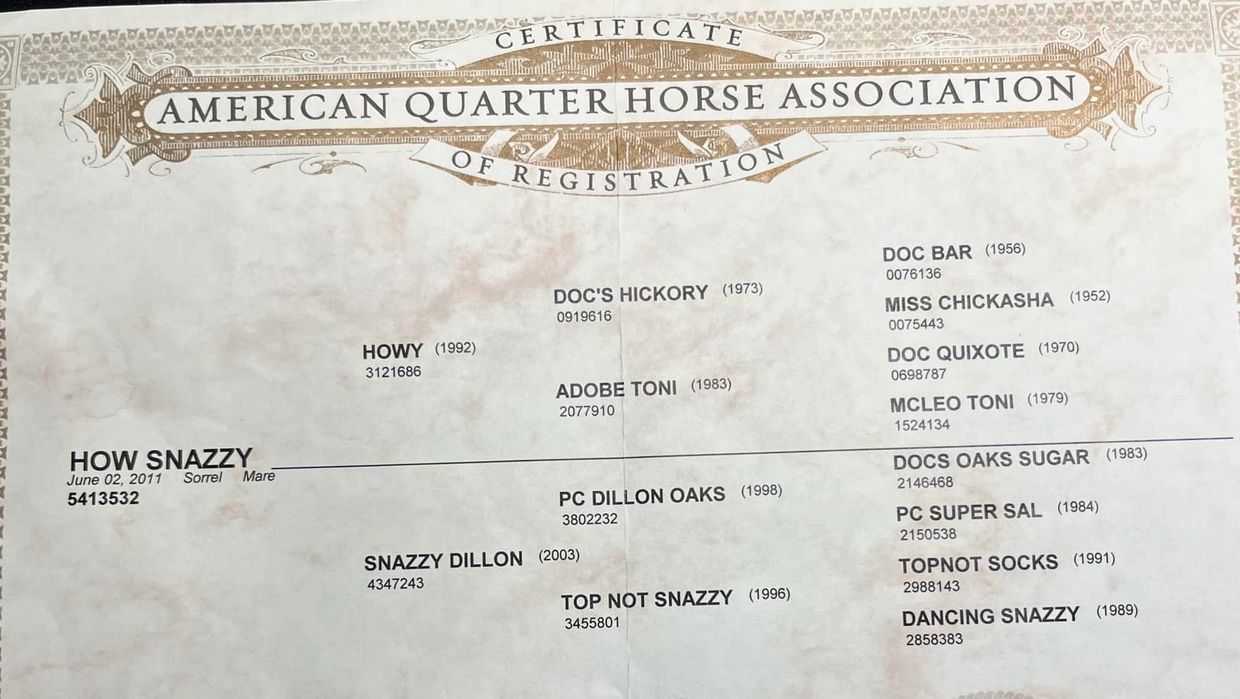 CERTIFICATE
AMERICAN QUARTER HORSE ASSOCIATION
OF REGISTRATION
DOC BAR (1956)
0076136
DOC'S HICKORY (1973)
0919616
MISS CHICKASHA (1952)
0075443
HOWY (1992)
3121686
DOC QUIXOTE (1970)
0698787
ADOBE TONI (1983)
2077910
MCLEO TONI (1979)
1524134
HOW SNAZZY
June 02, 2011 Sorrel Mare
5413532
DOCS OAKS SUGAR (1983)
2146468
PC DILLON OAKS (1998)
3802232
PC SUPER SAL (1984)
2150538
SNAZZY DILLON (2003)
4347243
TOPNOT SOCKS (1991)
2988143
TOP NOT SNAZZY (1996)
3455801
DANCING SNAZZY (1989)
2858383